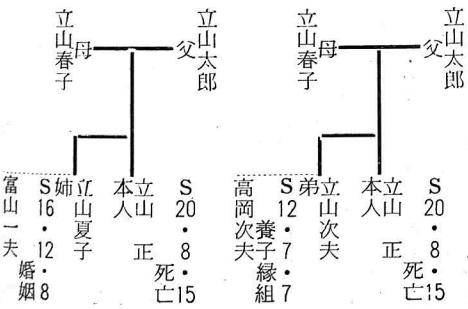 立山太郎
父
母
立山春子
S20・8・15
死亡
立山 正
本人
立山次夫
弟
S12・7・7
養子縁組
高岡次夫
立山太郎
父
母
立山春子
S20・8・15
死亡
立山 正
本人
立山夏子
姉
S16・12・8
婚姻
富山一夫